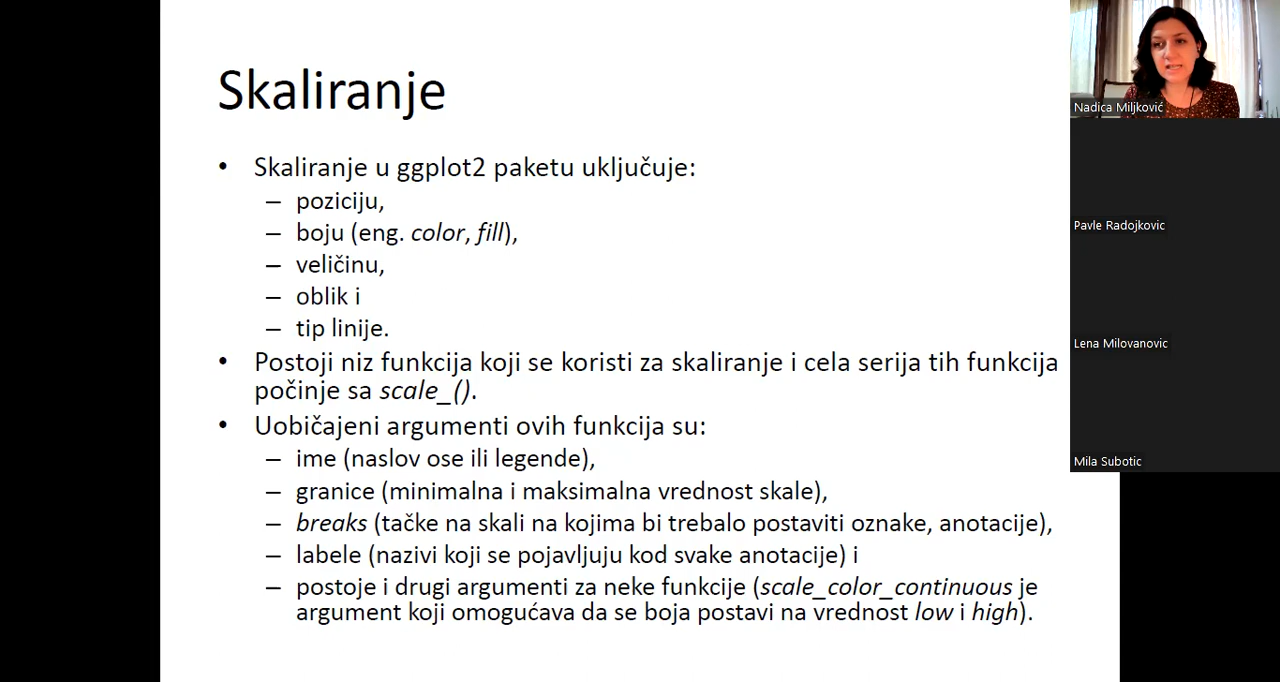 Skaliranje
• Skaliranje u ggplot2 paketu uključuje:
– poziciju,
– boju (eng. color, fill),
– veličinu,
– oblik i
– tip linije.
• Postoji niz funkcija koji se koristi za skaliranje i cela serija tih funkcija
počinje sa scale_().
• Uobičajeni argumenti ovih funkcija su:
– ime (naslov ose ili legende),
– granice (minimalna i maksimalna vrednost skale),
– breaks (tačke na skali na kojima bi trebalo postaviti oznake, anotacije),
– labele (nazivi koji se pojavljuju kod svake anotacije) i
– postoje i drugi argumenti za neke funkcije (scale_color_continuous je
argument koji omogućava da se boja postavi na vrednost low i high).
Nadica Miljković
Pavle Radojkovic
Lena Milovanovic
Mila Subotic